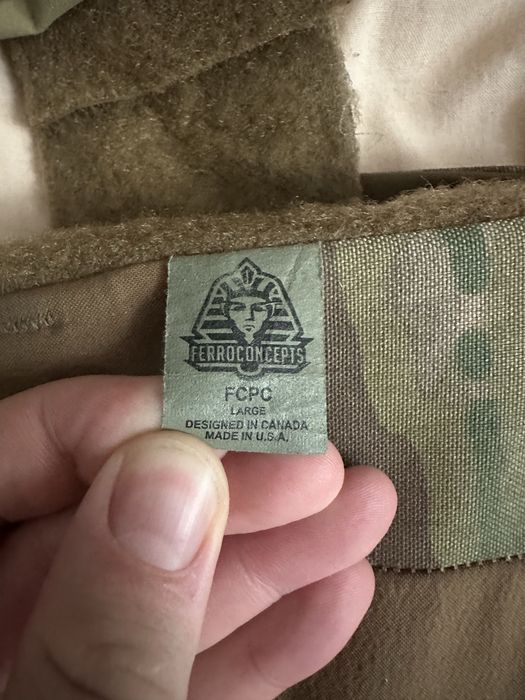 FERROCONCEPTS
FCPC
LARGE
DESIGNED IN CANADA
MADE IN U.S.A.